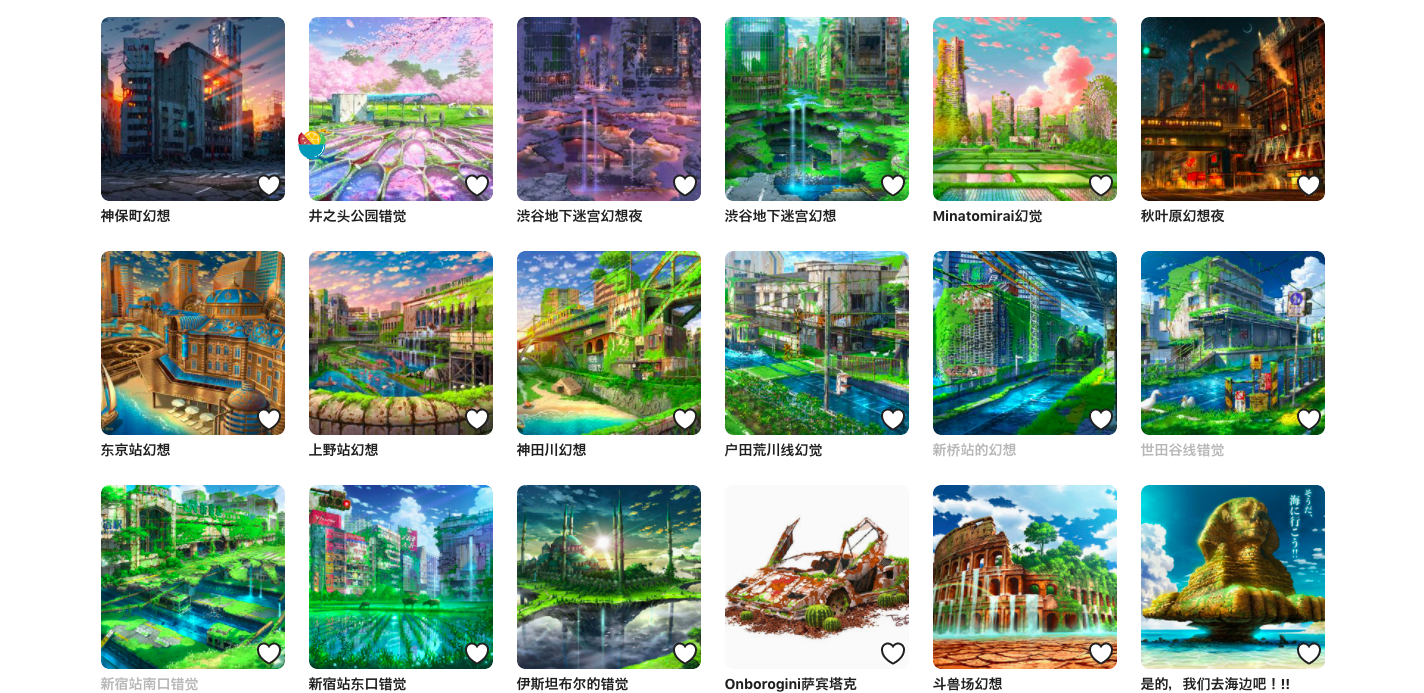 神保町幻想
井之头公园错觉
渋谷地下迷宫幻想夜
渋谷地下迷宫幻想
Minatomirai幻觉
秋叶原幻想夜
东京站幻想
上野站幻想
神田川幻想
户田荒川线幻觉
新桥站的幻想
世田谷线错觉
そうだ、
海に行こう!!
新宿站南口错觉
新宿站东口错觉
伊斯坦布尔的错觉
Onborogini萨宾塔克
斗兽场幻想
是的，我们去海边吧！!!